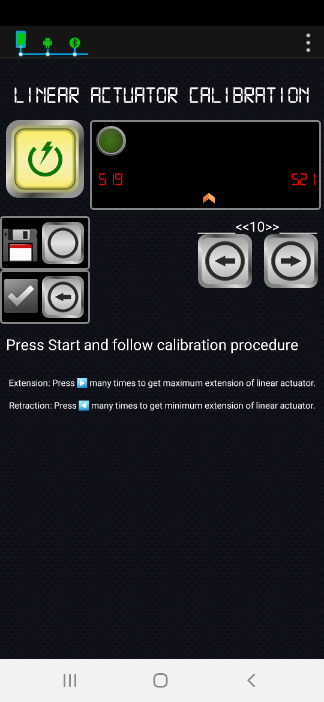 LINEAR ACTUATOR CALIBRATION
519 521
<<10>>
Press Start and follow calibration procedure
Extension: Press ▶ many times to get maximum extension of linear actuator.
Retraction: Press ◀ many times to get minimum extension of linear actuator.